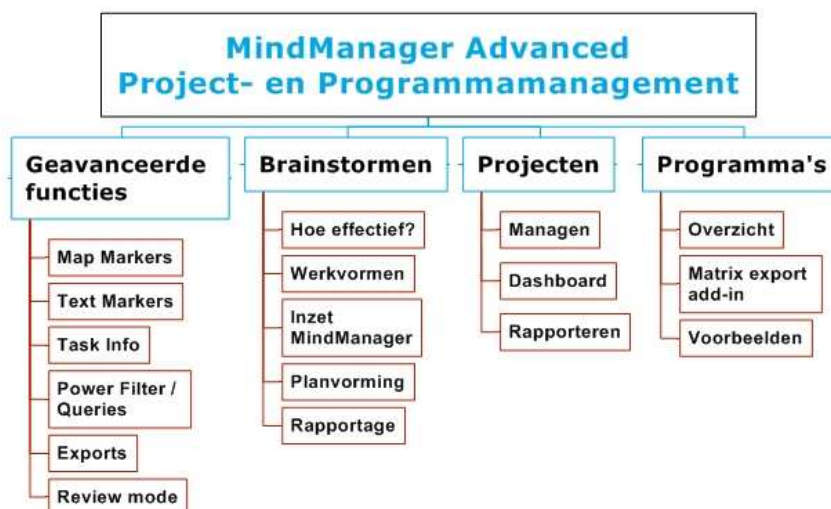 MindManager Advanced
Project- en Programmamanagement
Geavanceerde
functies
Map Markers
Text Markers
Task Info
Power Filter /
Queries
Exports
Review mode
Brainstormen
Hoe effectief?
Werkvormen
Inzet
MindManager
Planvorming
Rapportage
Projecten
Managen
Dashboard
Rapporteren
Programma's
Overzicht
Matrix export
add-in
Voorbeelden